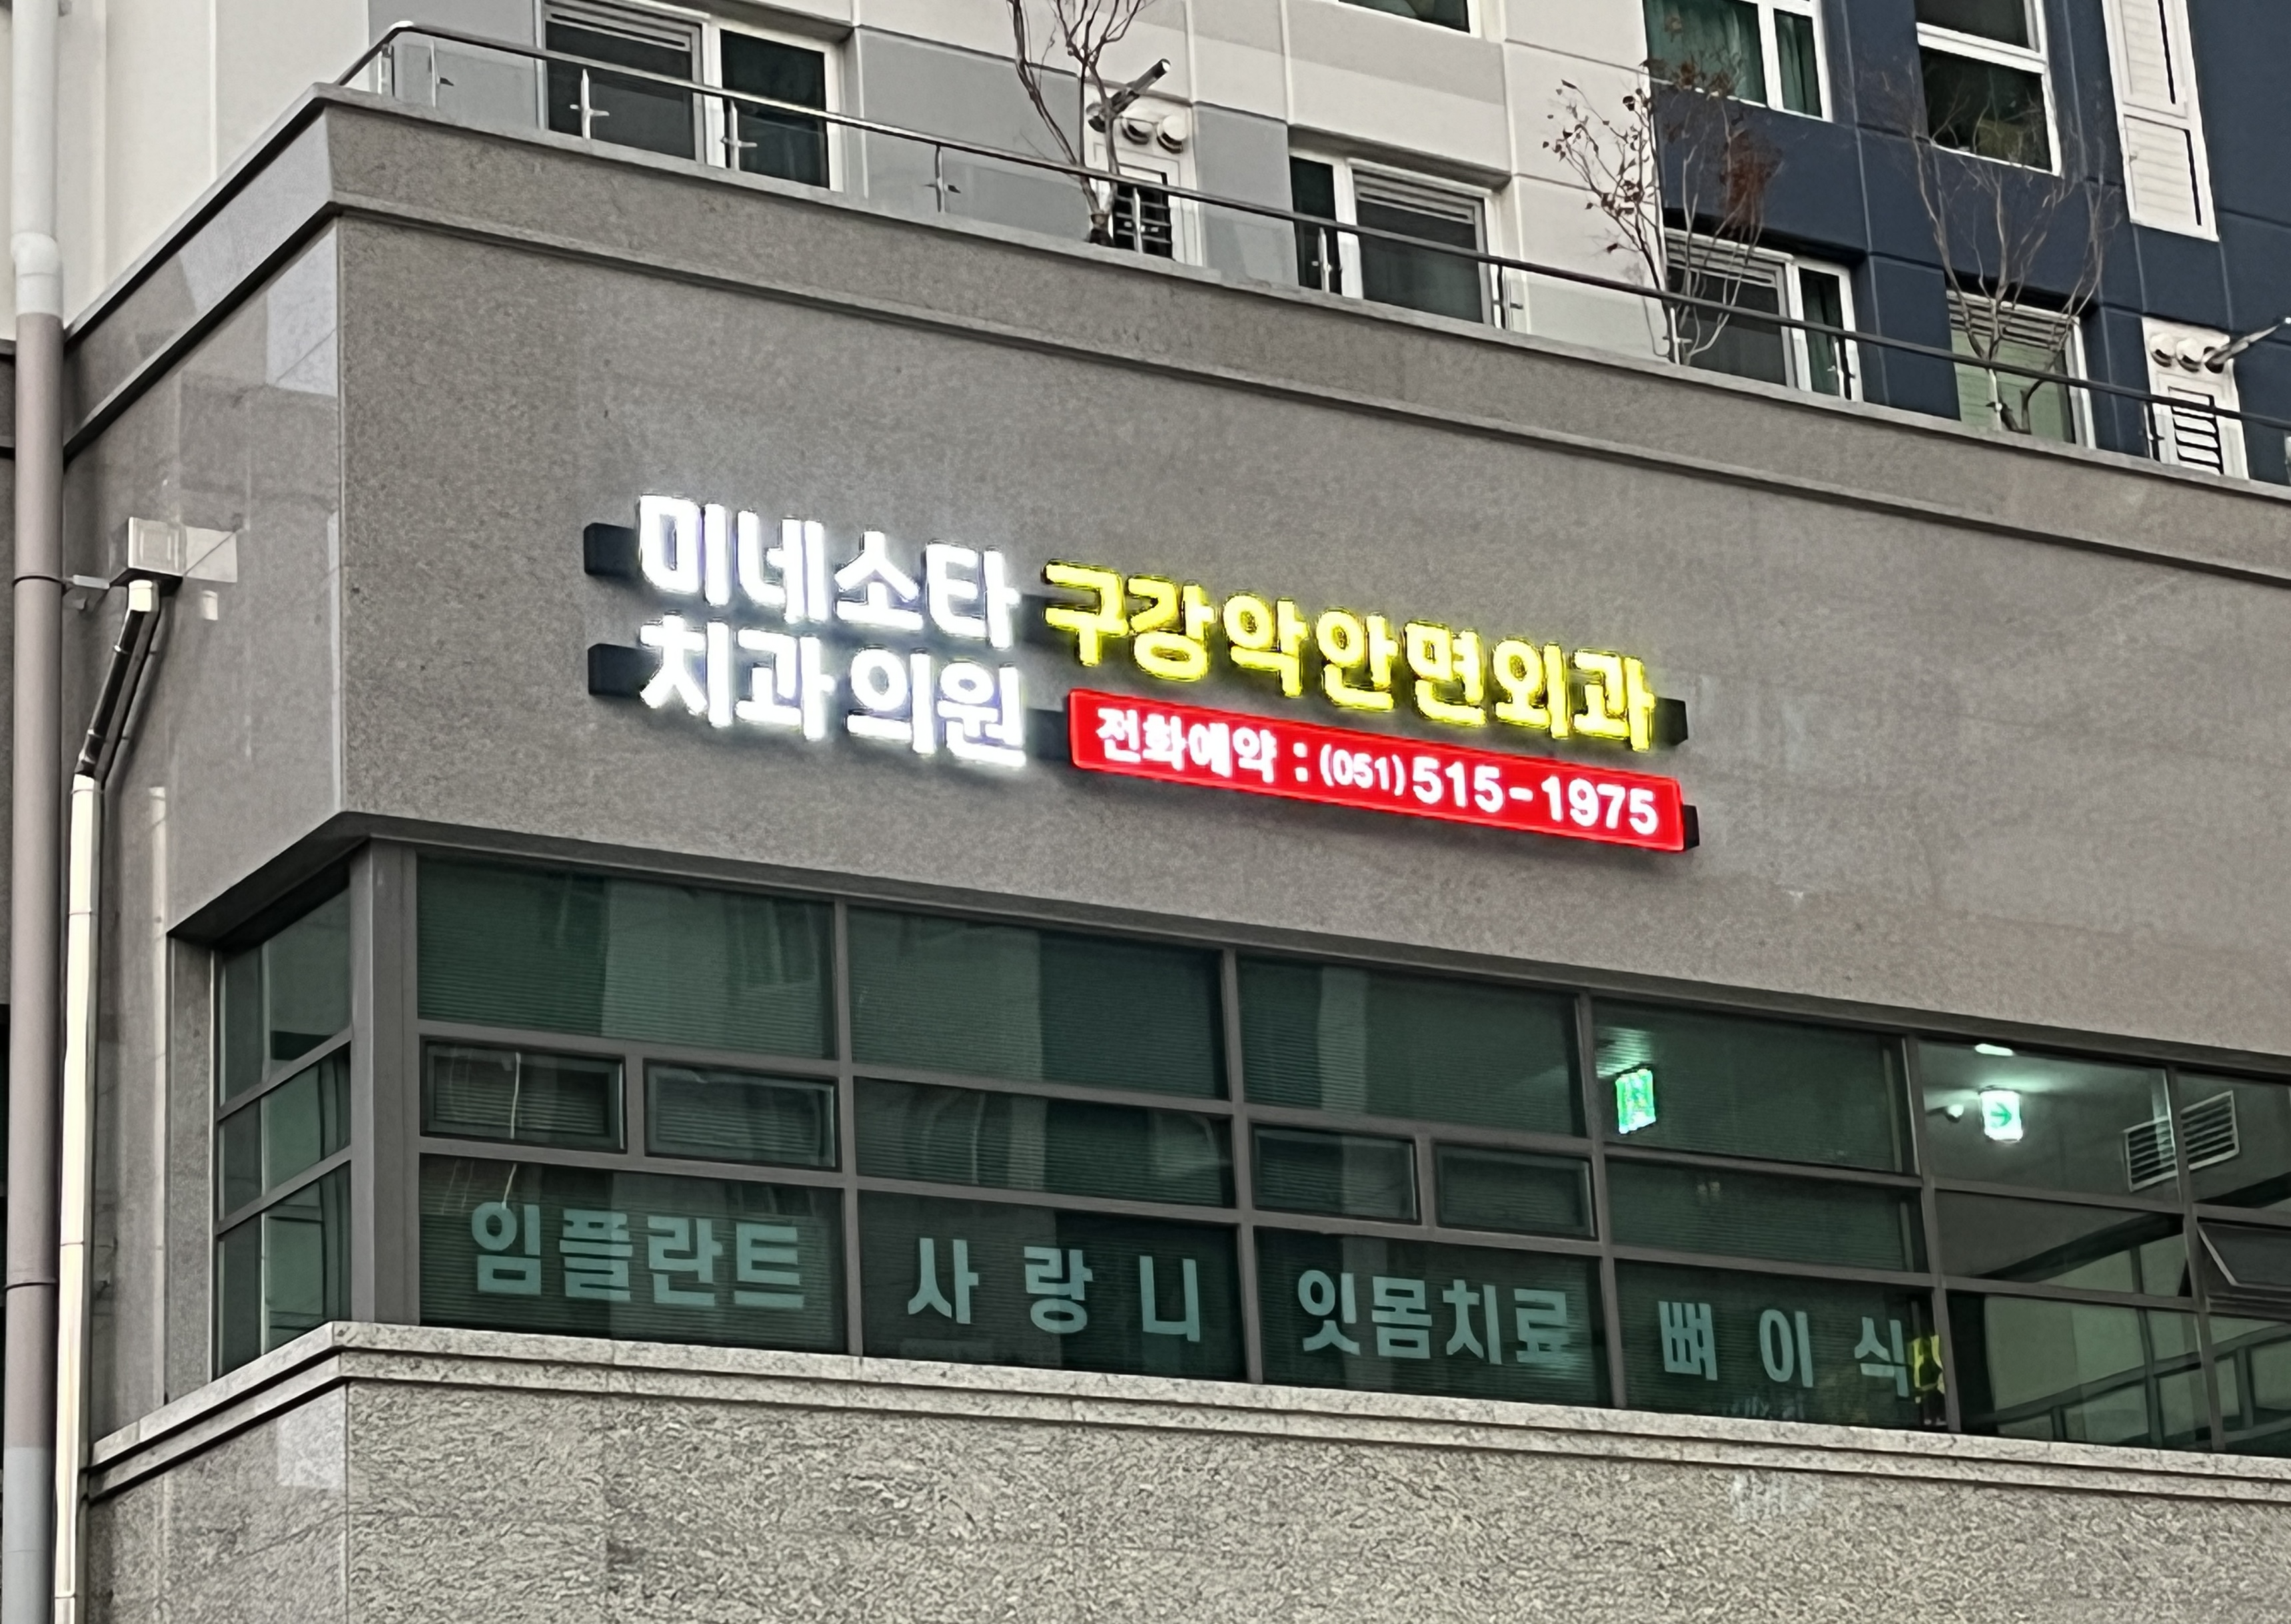 미네소타
치과의원
구강악안면외과
전화예약 : (051) 515-1975
임플란트 사랑니 잇몸치료 뼈이식